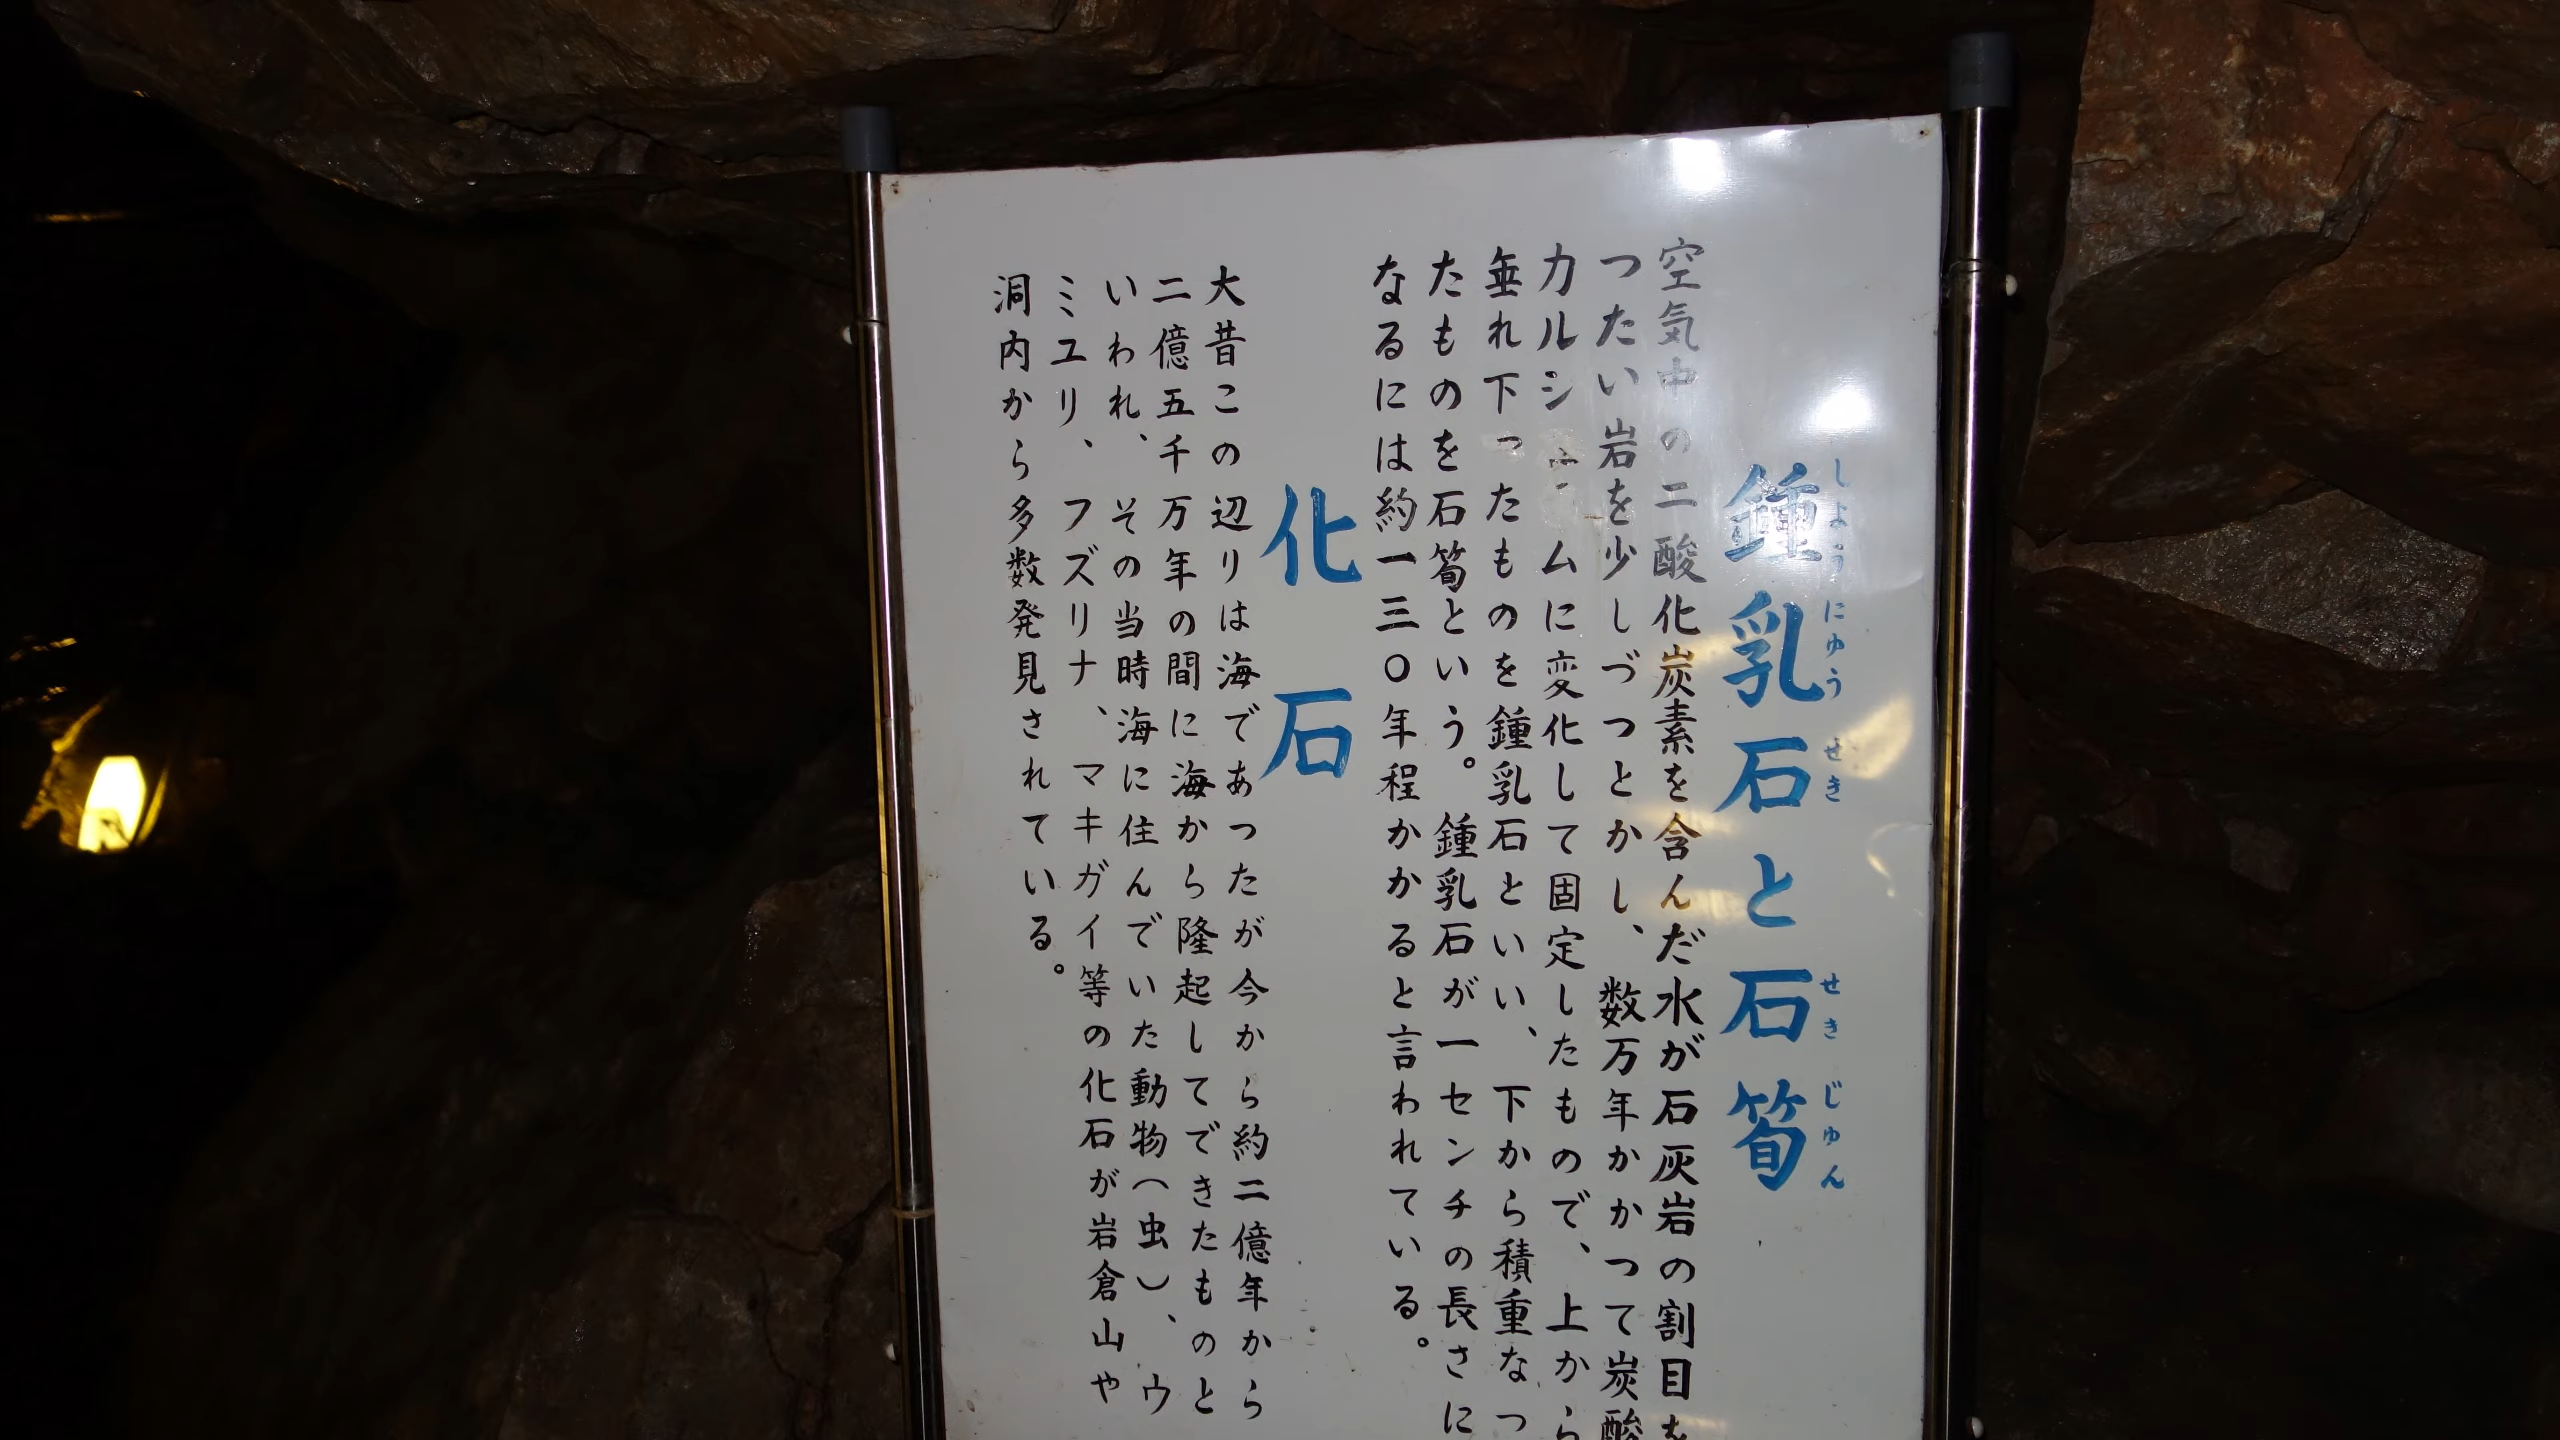 鍾乳石と石筍
しようにゆうせき せきじゆん
空気中の二酸化炭素を含んだ水が石灰岩の割目を
つたい岩を少しづつとかし、数万年かかつて炭酸
カルシ ムに変化して固定したもので、上から
垂れ下ったものを鍾乳石といい、下から積重なつ
たものを石筍という。鍾乳石が一センチの長さに
なるには約一三〇年程かかると言われている。
化石
大昔この辺りは海であつたが今から約二億年から
二億五千万年の間に海から隆起してできたものと
いわれ、その当時海に住んでいた動物(虫)、ウ
ミユリ、フズリナ、マキガイ等の化石が岩倉山や
洞内から多数発見されている。